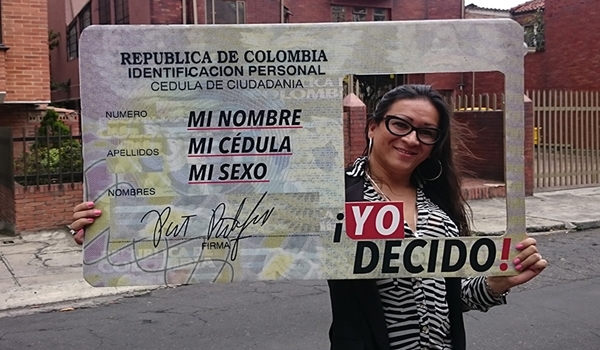 REPUBLICA DE COLOMBIA
IDENTIFICACION PERSONAL
CEDULA DE CIUDADANIA
NUMERO MI NOMBRE
APELLIDOS MI CÉDULA
MI SEXO
NOMBRES
FIRMA
¡YO
DECIDO!